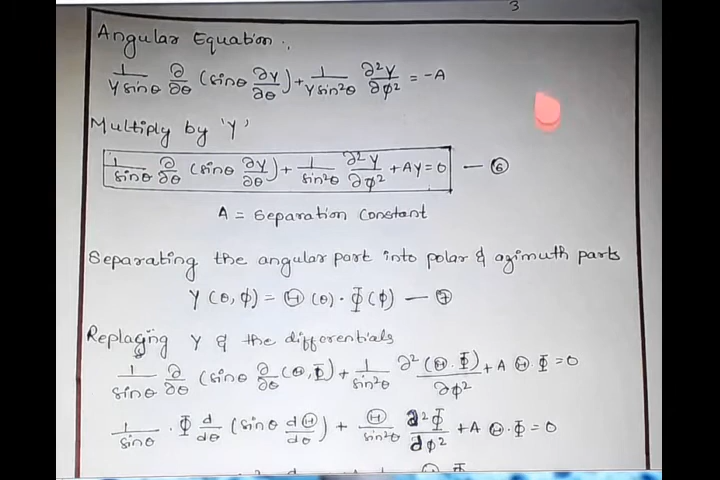 3
Angular Equation :.
1/(Y sinθ) ∂/∂θ (sinθ ∂Y/∂θ) + 1/(Y sin²θ) ∂²Y/∂φ² = -A
Multiply by 'Y'
1/sinθ ∂/∂θ (sinθ ∂Y/∂θ) + 1/sin²θ ∂²Y/∂φ² + AY = 0 — ⑥
A = Separation Constant
Separating the angular part into polar & azimuth parts
Y (θ, φ) = Ⓗ (θ) · Φ (φ) — ⑦
Replacing Y & the differentials
1/sinθ ∂/∂θ (sinθ ∂/∂θ (Θ, Φ) + 1/sin²θ ∂² (Ⓗ · Φ)/∂φ² + A Ⓗ · Φ = 0
1/sinθ · Φ d/dθ (sinθ dⒽ/dθ) + Ⓗ/sin²θ d²Φ/dφ² + A Ⓗ · Φ = 0